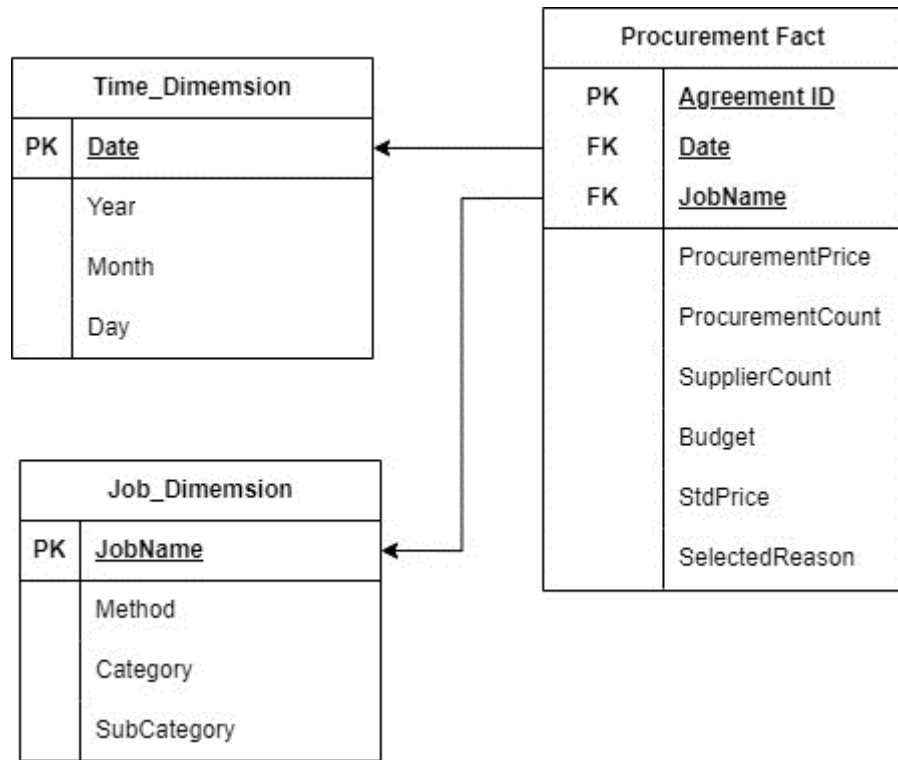 Time_Dimemsion
PK Date
Year
Month
Day
Procurement Fact
PK Agreement ID
FK Date
FK JobName
ProcurementPrice
ProcurementCount
SupplierCount
Budget
StdPrice
SelectedReason
Job_Dimemsion
PK JobName
Method
Category
SubCategory